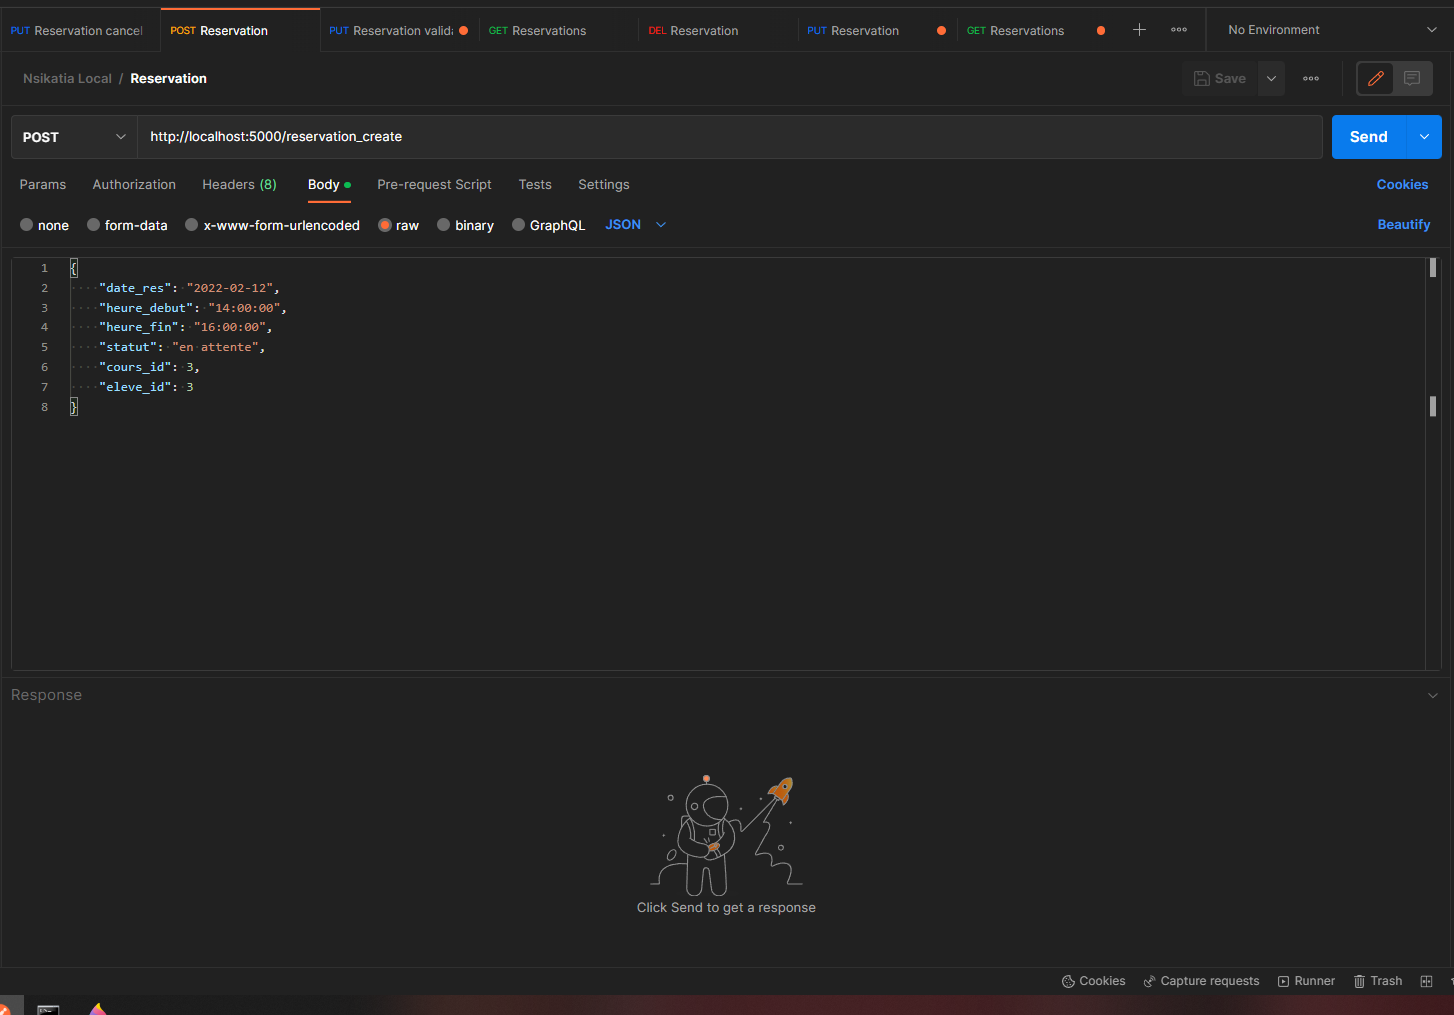 PUT Reservation cancel POST Reservation PUT Reservation valida GET Reservations DEL Reservation PUT Reservation GET Reservations No Environment
Nsikatia Local / Reservation Save
POST http://localhost:5000/reservation_create Send
Params Authorization Headers (8) Body Pre-request Script Tests Settings Cookies
none form-data x-www-form-urlencoded raw binary GraphQL JSON Beautify
1 {
2 "date_res": "2022-02-12",
3 "heure_debut": "14:00:00",
4 "heure_fin": "16:00:00",
5 "statut": "en attente",
6 "cours_id": 3,
7 "eleve_id": 3
8 }
Response
Click Send to get a response
Cookies Capture requests Runner Trash